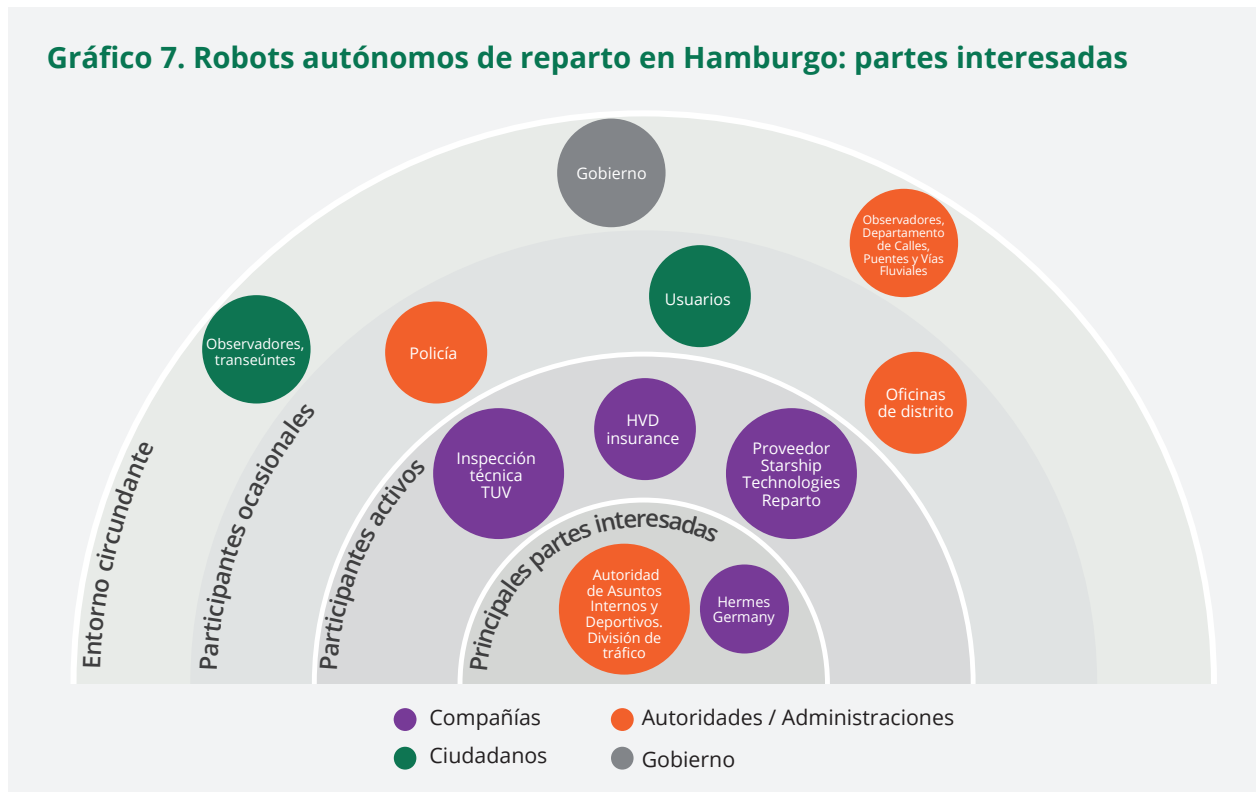 Gráfico 7. Robots autónomos de reparto en Hamburgo: partes interesadas
Gobierno
Observadores,
Departamento
de Calles,
Puentes y Vías
Fluviales
Usuarios
Observadores,
transeúntes
Policía
Oficinas
de distrito
HVD
insurance
Inspección
técnica
TUV
Proveedor
Starship
Technologies
Reparto
Autoridad
de Asuntos
Internos y
Deportivos.
División de
tráfico
Hermes
Germany
Entorno circundante
Participantes ocasionales
Participantes activos
Principales partes interesadas
Compañías
Autoridades / Administraciones
Ciudadanos
Gobierno